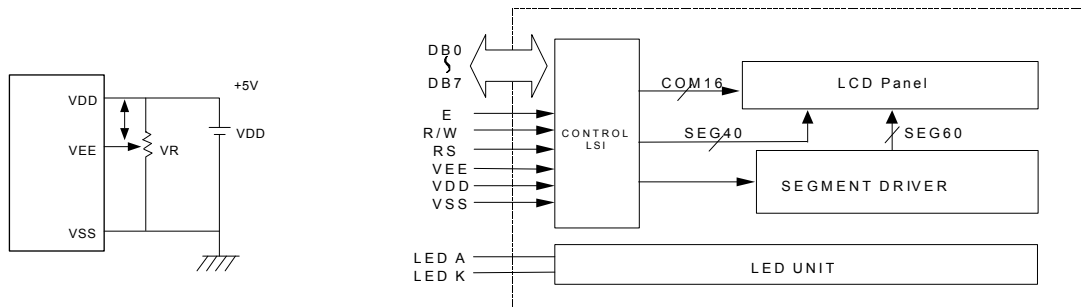 +5V
VDD
VEE
VR
VDD
VSS
DB0
DB7
E
R/W
RS
VEE
VDD
VSS
LED A
LED K
CONTROL
LSI
COM16
SEG40
LCD Panel
SEG60
SEGMENT DRIVER
LED UNIT